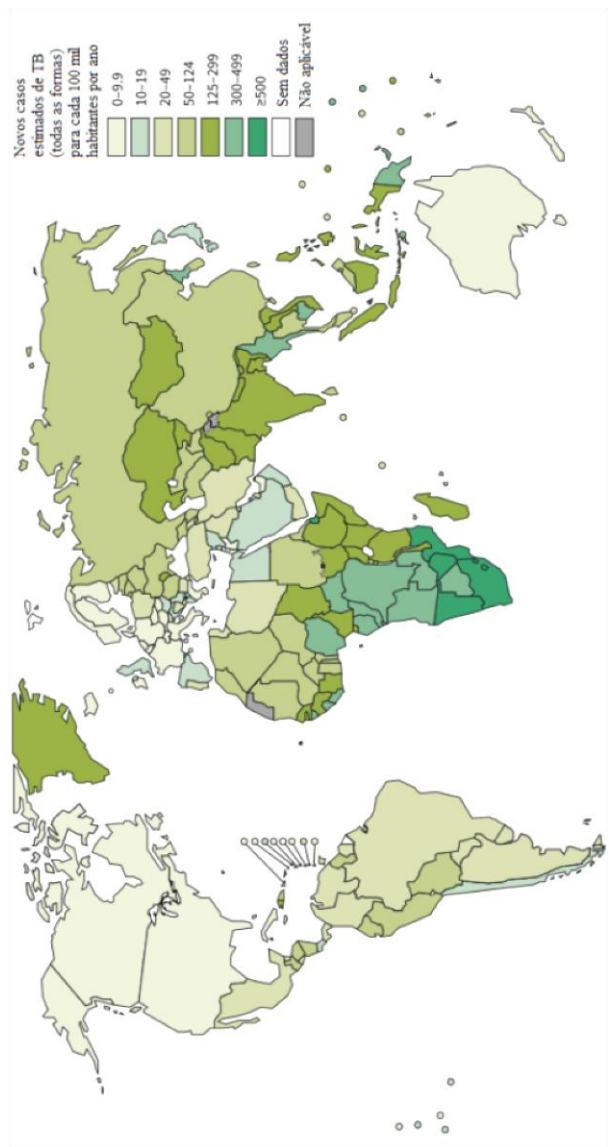 Novos casos
estimados de TB
(todas as formas)
para cada 100 mil
habitantes por ano
0–9.9
10–19
20–49
50–124
125–299
300–499
≥500
Sem dados
Não aplicável